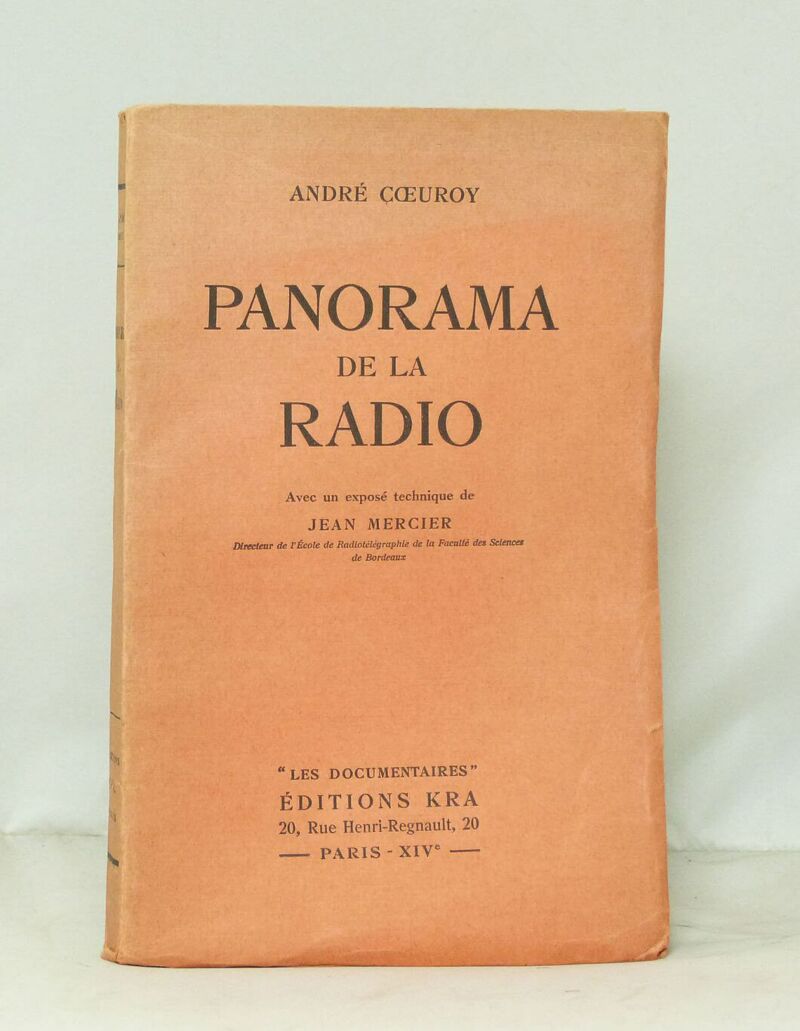 ANDRÉ CŒUROY
PANORAMA
DE LA
RADIO
Avec un exposé technique de
JEAN MERCIER
Directeur de l'École de Radiotélégraphie de la Faculté des Sciences
de Bordeaux
“LES DOCUMENTAIRES”
ÉDITIONS KRA
20, Rue Henri-Regnault, 20
— PARIS - XIVᵉ —